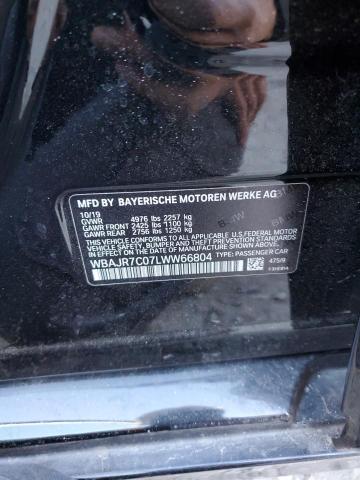 MFD BY BAYERISCHE MOTOREN WERKE AG
10/19
GVWR 4976 lbs 2257 kg
GAWR FRONT 2425 lbs 1100 kg
GAWR REAR 2756 lbs 1250 kg
THIS VEHICLE CONFORMS TO ALL APPLICABLE U.S.FEDERAL MOTOR
VEHICLE SAFETY, BUMPER, AND THEFT PREVENTION STANDARDS
IN EFFECT ON THE DATE OF MANUFACTURE SHOWN ABOVE.
WBAJR7C07LWW66804 TYPE: PASSENGER CAR
475/9